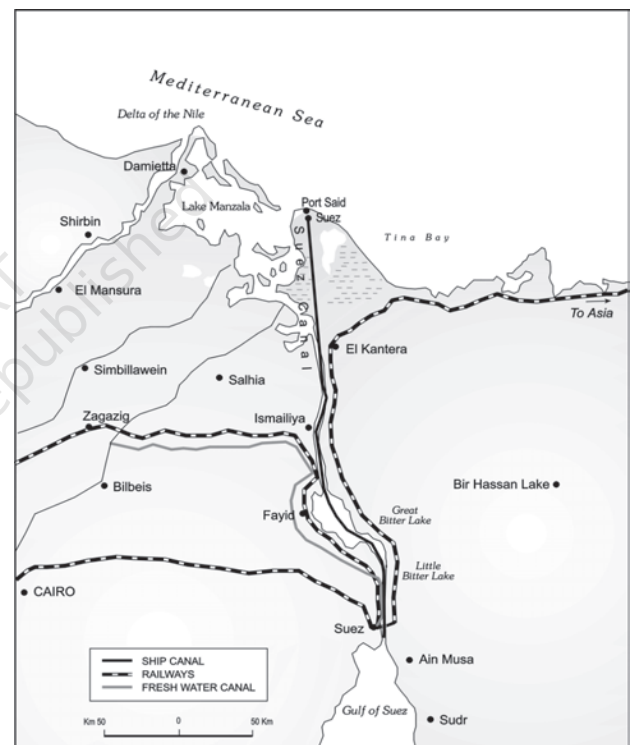 Mediterranean Sea
Delta of the Nile
Damietta
Lake Manzala
Port Said
Suez
Shirbin
Tina Bay
Suez Canal
El Mansura
To Asia
El Kantera
Simbillawein
Salhia
Zagazig
Ismailiya
Bilbeis
Bir Hassan Lake
Fayid
Great
Bitter Lake
Little
Bitter Lake
CAIRO
Suez
SHIP CANAL
RAILWAYS
FRESH WATER CANAL
Ain Musa
Gulf of Suez
Sudr
Km 50 0 50 Km